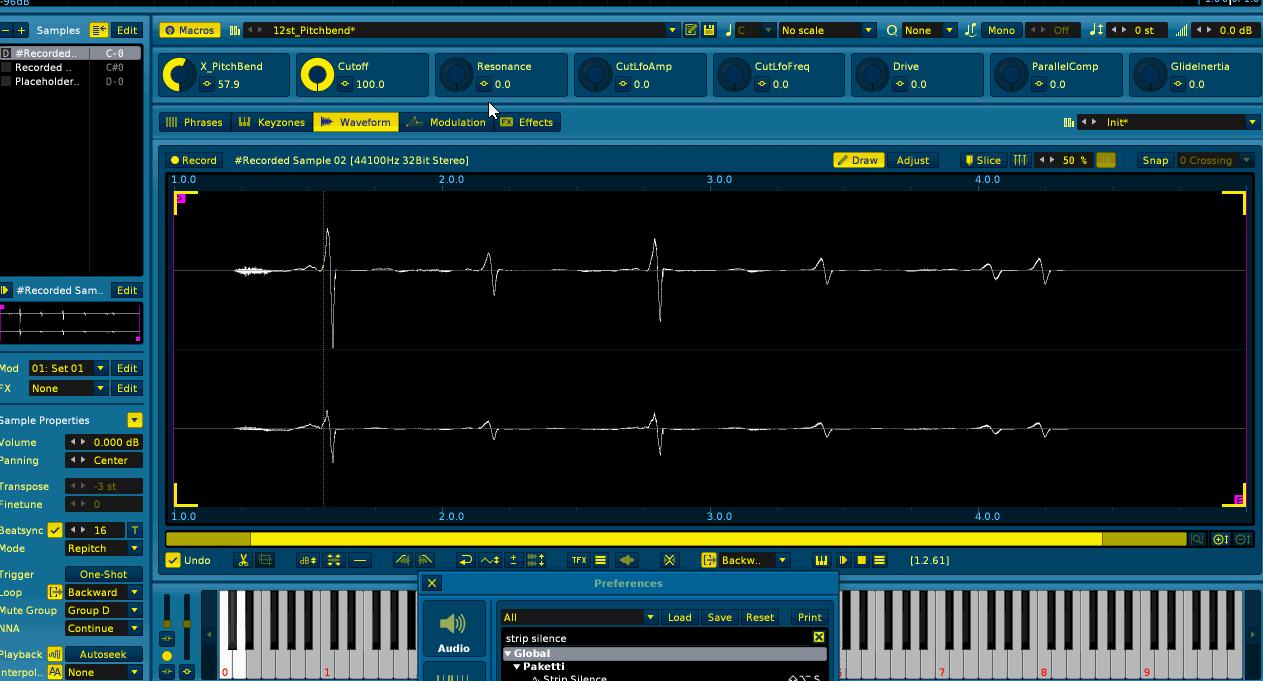 -96dB
Samples Edit
Macros 12st_Pitchbend* C No scale None Mono Off 0 st 0.0 dB
D #Recorded.. C-0
Recorded .. C#0
Placeholder.. D-0
X_PitchBend 57.9
Cutoff 100.0
Resonance 0.0
CutLfoAmp 0.0
CutLfoFreq 0.0
Drive 0.0
ParallelComp 0.0
GlideInertia 0.0
Phrases Keyzones Waveform Modulation FX Effects Init*
Record #Recorded Sample 02 [44100Hz 32Bit Stereo] Draw Adjust Slice 50 % Snap 0 Crossing
1.0.0 2.0.0 3.0.0 4.0.0
S
E
1.0.0 2.0.0 3.0.0 4.0.0
#Recorded Sam.. Edit
Mod 01: Set 01 Edit
FX None Edit
Sample Properties
Volume 0.000 dB
Panning Center
Transpose -3 st
Finetune 0
Beatsync 16 T
Mode Repitch
Trigger One-Shot
Loop Backward
Mute Group Group D
NNA Continue
Playback Autoseek
Interpol.. AA None
Undo dB TFX Backw.. [1.2.61]
0 1 7 8 9
Preferences
Audio
All Load Save Reset Print
strip silence
Global
Paketti
Strip Silence